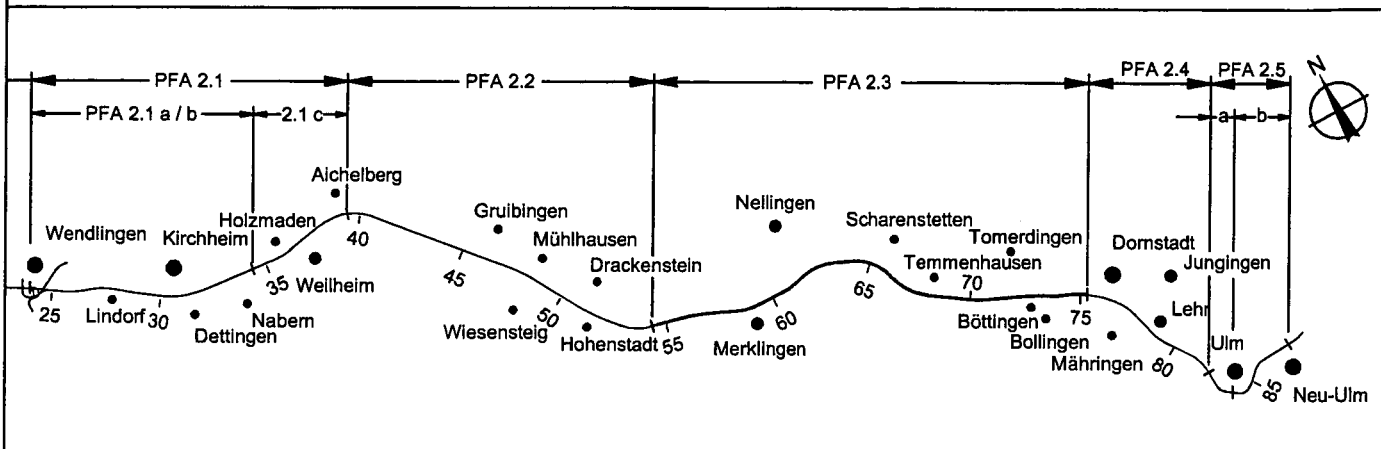 PFA 2.1
PFA 2.2
PFA 2.3
PFA 2.4
PFA 2.5
N
PFA 2.1 a / b
2.1 c
a
b
Aichelberg
Wendlingen
Kirchheim
Holzmaden
Weilheim
40
35
25
Lindorf
30
Dettingen
Nabern
Gruibingen
Mühlhausen
Drackenstein
45
50
Wiesensteig
Hohenstadt
55
Nellingen
Merklingen
60
Scharenstetten
65
Temmenhausen
70
Tomerdingen
Böttingen
Bollingen
75
Dornstadt
Jungingen
Lehr
Mähringen
80
Ulm
85
Neu-Ulm